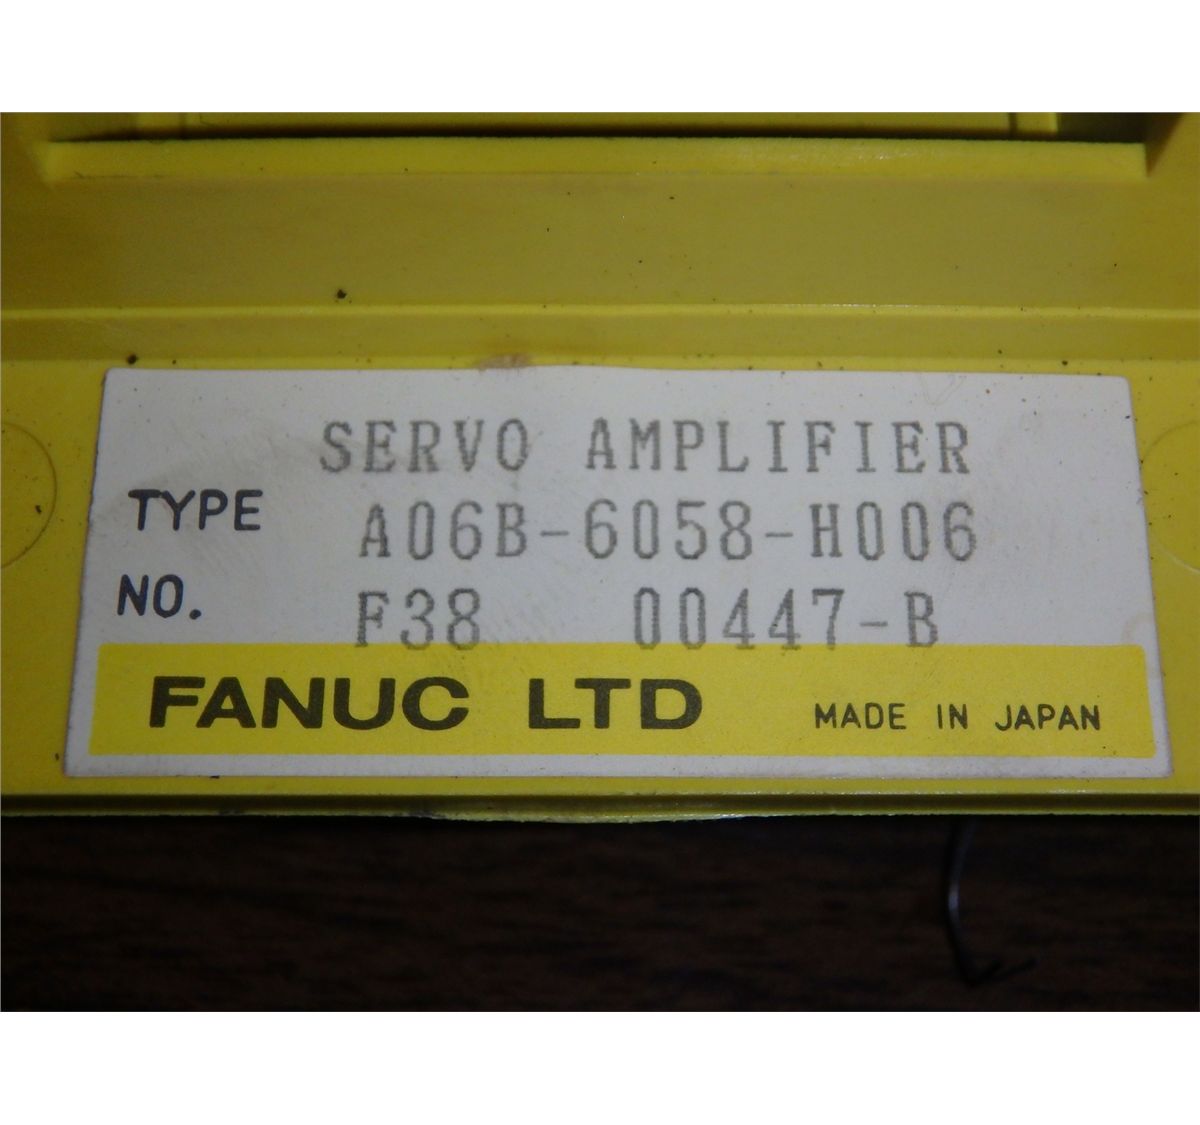 SERVO AMPLIFIER
TYPE A06B-6058-H006
NO. F38 00447-B
FANUC LTD MADE IN JAPAN